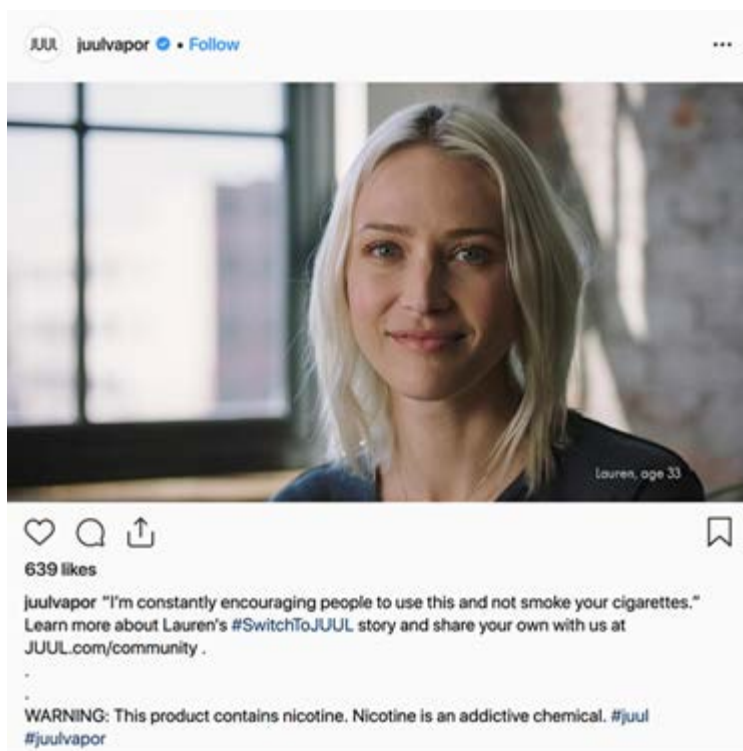 JUUL juulvapor • Follow
Lauren, age 33
639 likes
juulvapor "I'm constantly encouraging people to use this and not smoke your cigarettes."
Learn more about Lauren's #SwitchToJUUL story and share your own with us at
JUUL.com/community .
.
.
WARNING: This product contains nicotine. Nicotine is an addictive chemical. #juul
#juulvapor